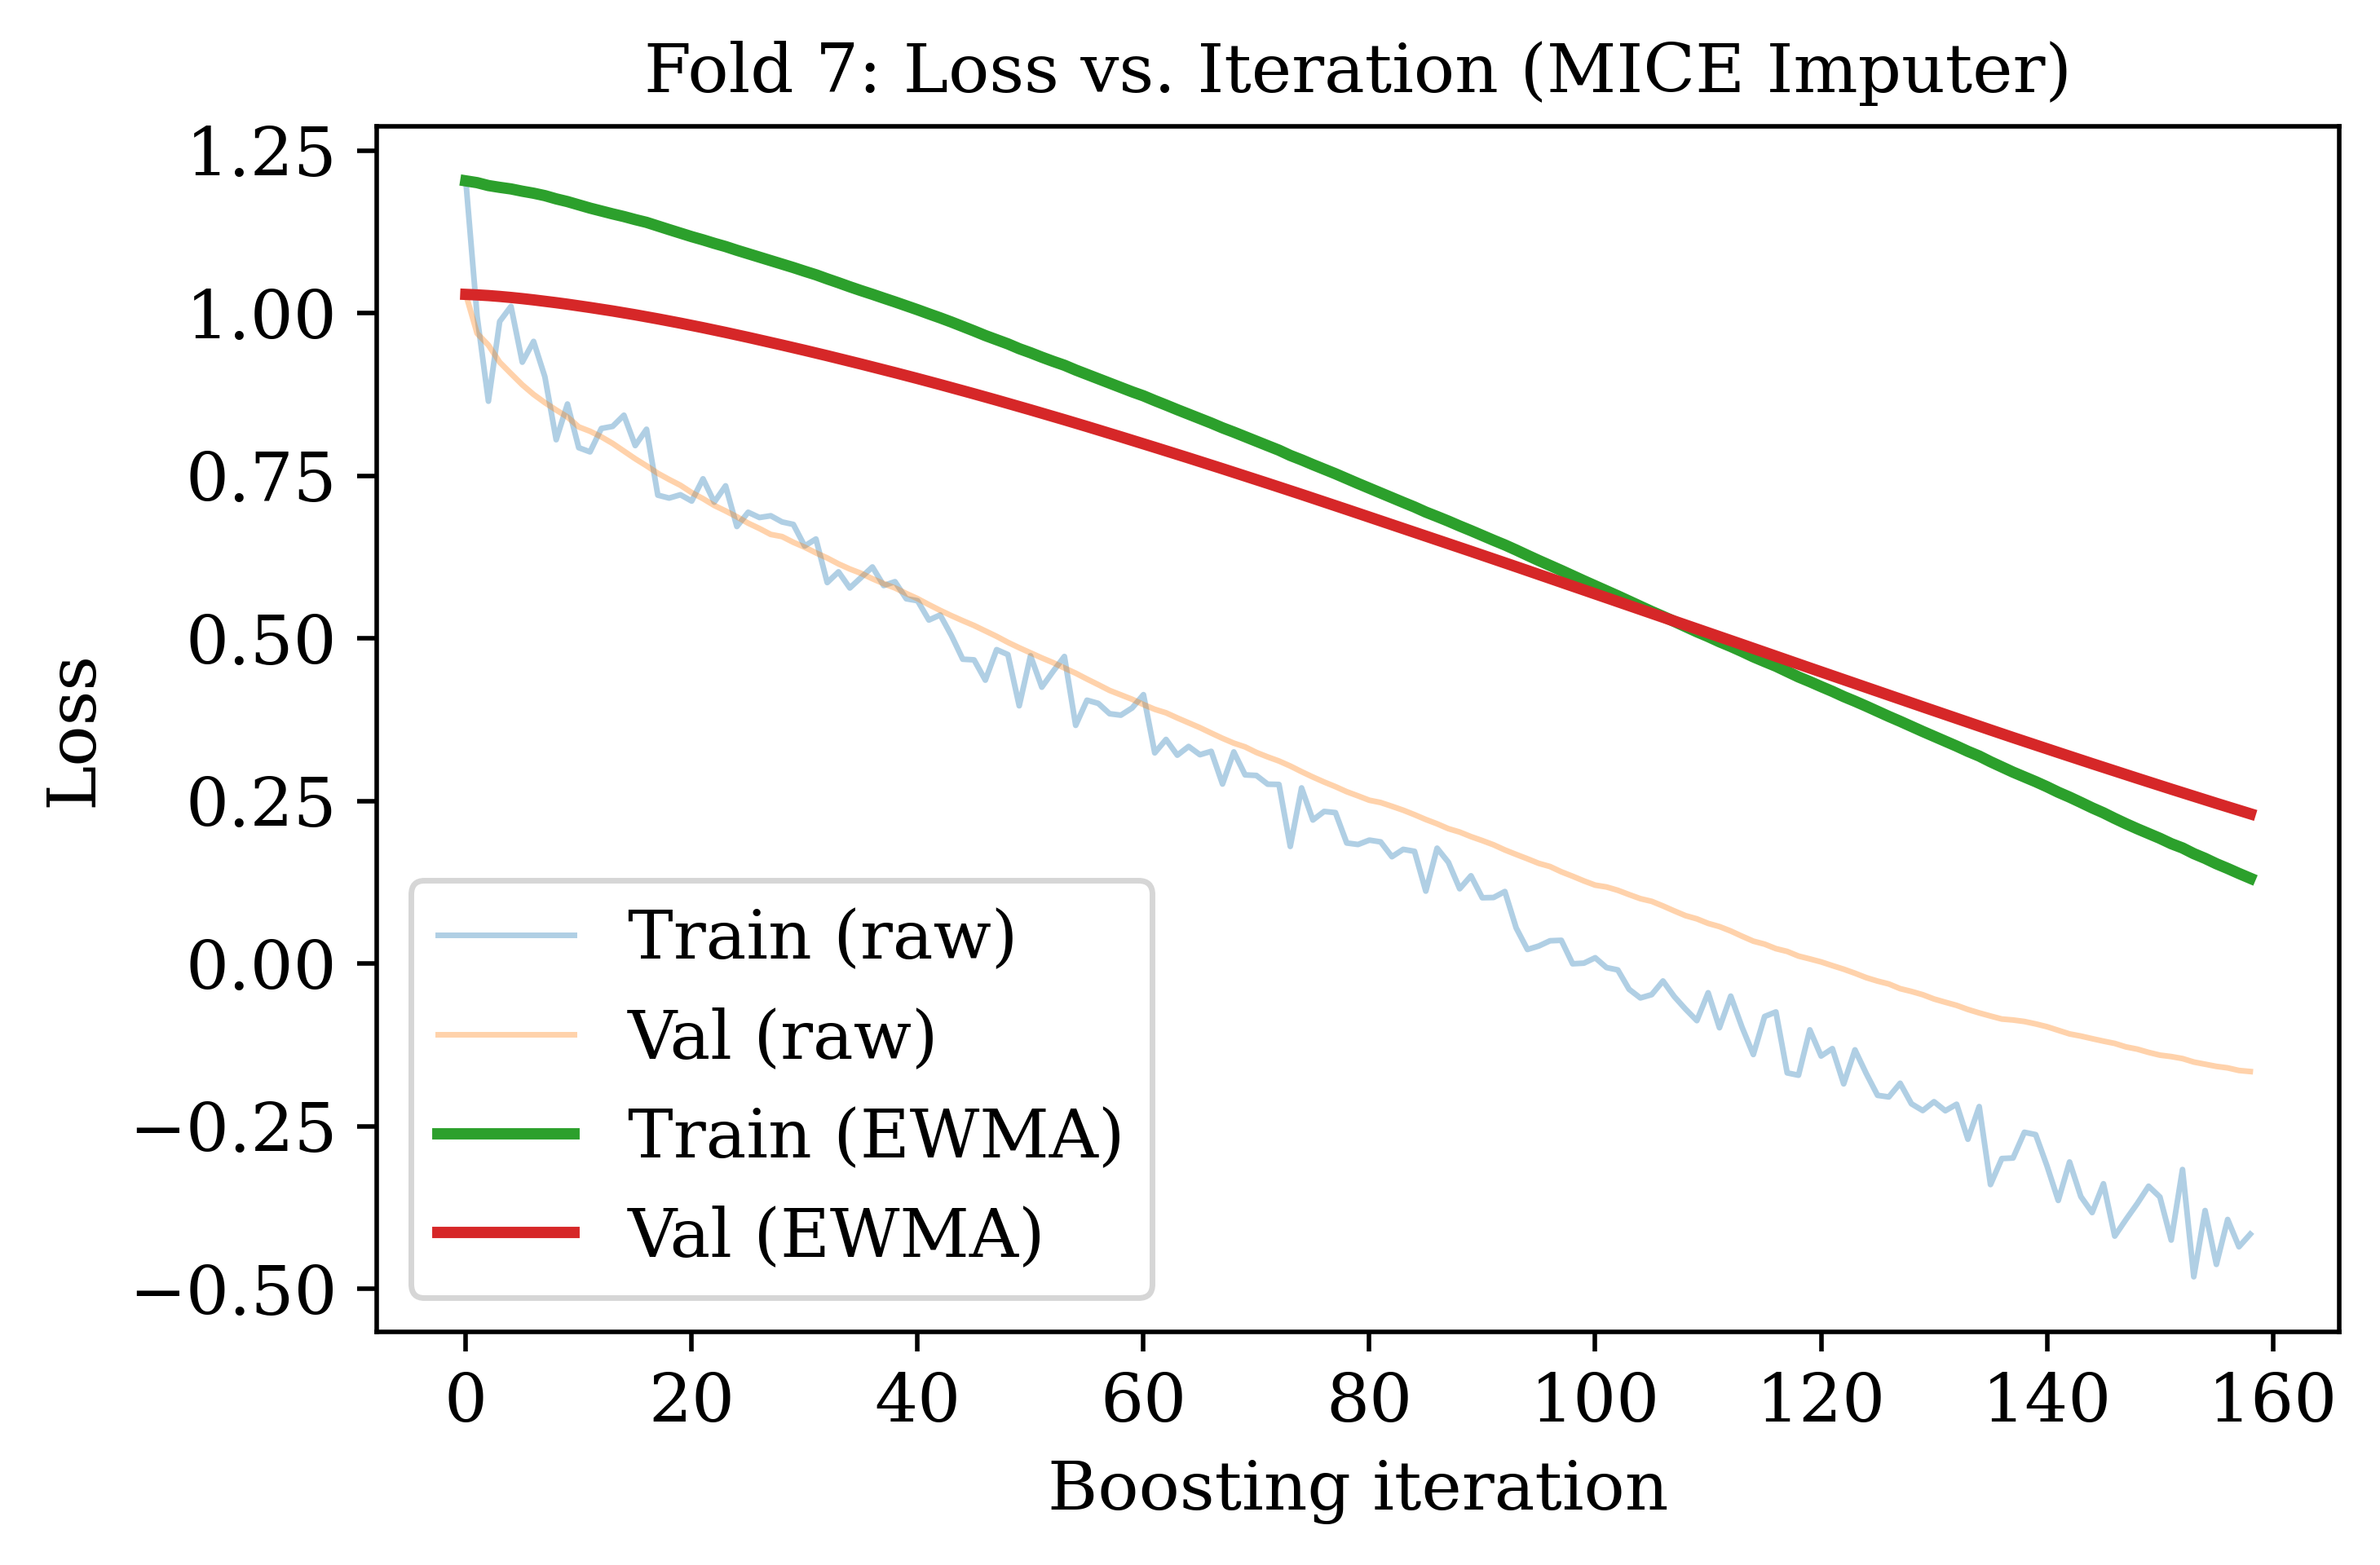 Fold 7: Loss vs. Iteration (MICE Imputer)
1.25
1.00
0.75
0.50
0.25
0.00
−0.25
−0.50
Loss
Train (raw)
Val (raw)
Train (EWMA)
Val (EWMA)
0 20 40 60 80 100 120 140 160
Boosting iteration